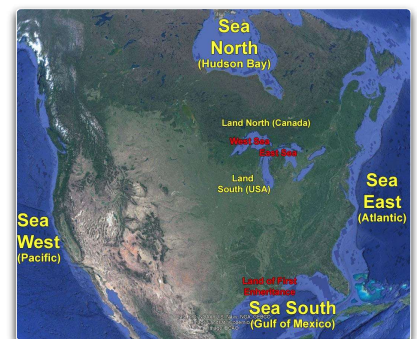 Sea
North
(Hudson Bay)
Land North (Canada)
West Sea
East Sea
Land
South (USA)
Sea
East
(Atlantic)
Sea
West
(Pacific)
Land of First
Inheritance
Sea South
(Gulf of Mexico)